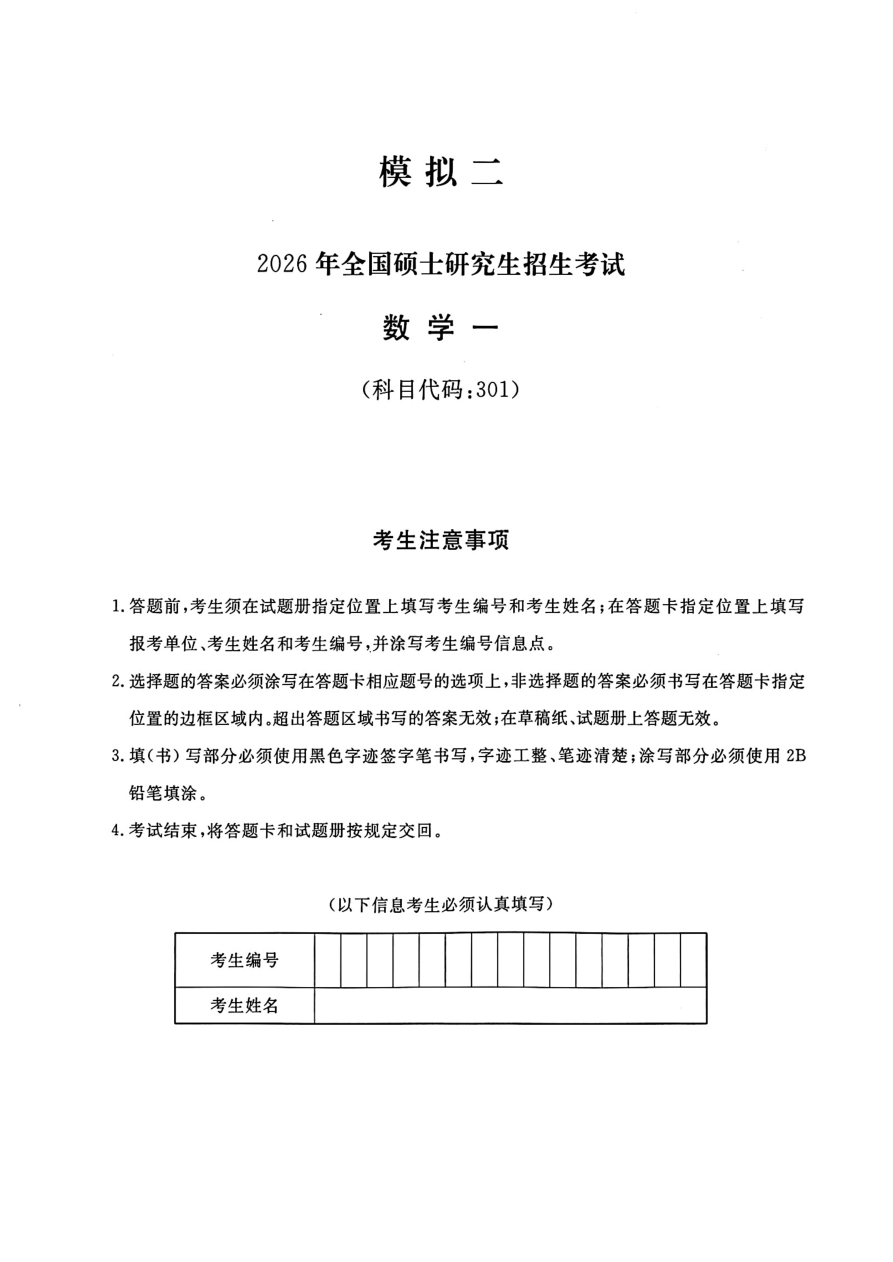 模拟二
2026年全国硕士研究生招生考试
数学一
(科目代码:301)
考生注意事项
1. 答题前,考生须在试题册指定位置上填写考生编号和考生姓名;在答题卡指定位置上填写
报考单位、考生姓名和考生编号,并涂写考生编号信息点。
2. 选择题的答案必须涂写在答题卡相应题号的选项上,非选择题的答案必须书写在答题卡指定
位置的边框区域内。超出答题区域书写的答案无效;在草稿纸、试题册上答题无效。
3. 填(书)写部分必须使用黑色字迹签字笔书写,字迹工整、笔迹清楚;涂写部分必须使用 2B
铅笔填涂。
4. 考试结束,将答题卡和试题册按规定交回。
(以下信息考生必须认真填写)
考生编号
考生姓名